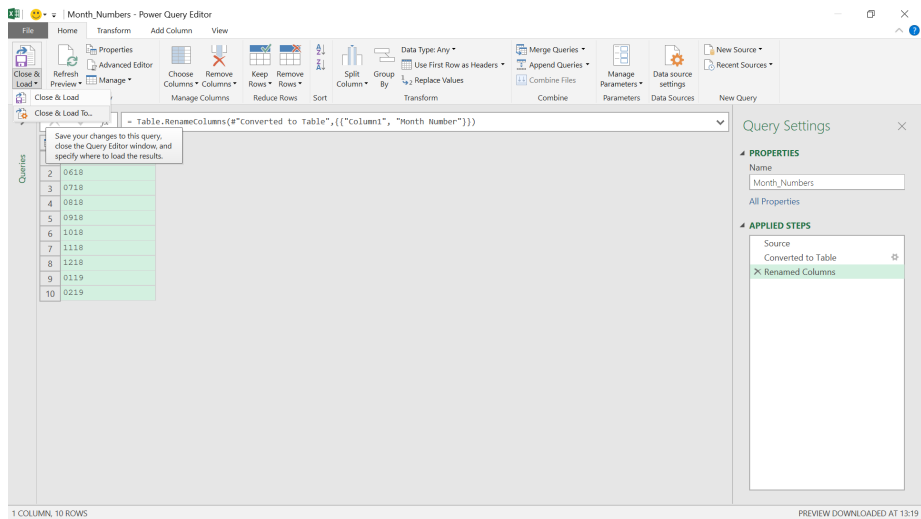 Month_Numbers - Power Query Editor
File Home Transform Add Column View
Close & Load
Refresh Preview
Properties
Advanced Editor
Manage
Choose Columns
Remove Columns
Keep Rows
Remove Rows
Split Column
Group By
Data Type: Any
Use First Row as Headers
1→2 Replace Values
Merge Queries
Append Queries
Combine Files
Manage Parameters
Data source settings
New Source
Recent Sources
Close & Load
Close & Load To...
Manage Columns Reduce Rows Sort Transform Combine Parameters Data Sources New Query
Save your changes to this query,
close the Query Editor window, and
specify where to load the results.
= Table.RenameColumns(#"Converted to Table",{{"Column1", "Month Number"}})
Queries
2 0618
3 0718
4 0818
5 0918
6 1018
7 1118
8 1218
9 0119
10 0219
Query Settings
PROPERTIES
Name
Month_Numbers
All Properties
APPLIED STEPS
Source
Converted to Table
Renamed Columns
1 COLUMN, 10 ROWS
PREVIEW DOWNLOADED AT 13:19